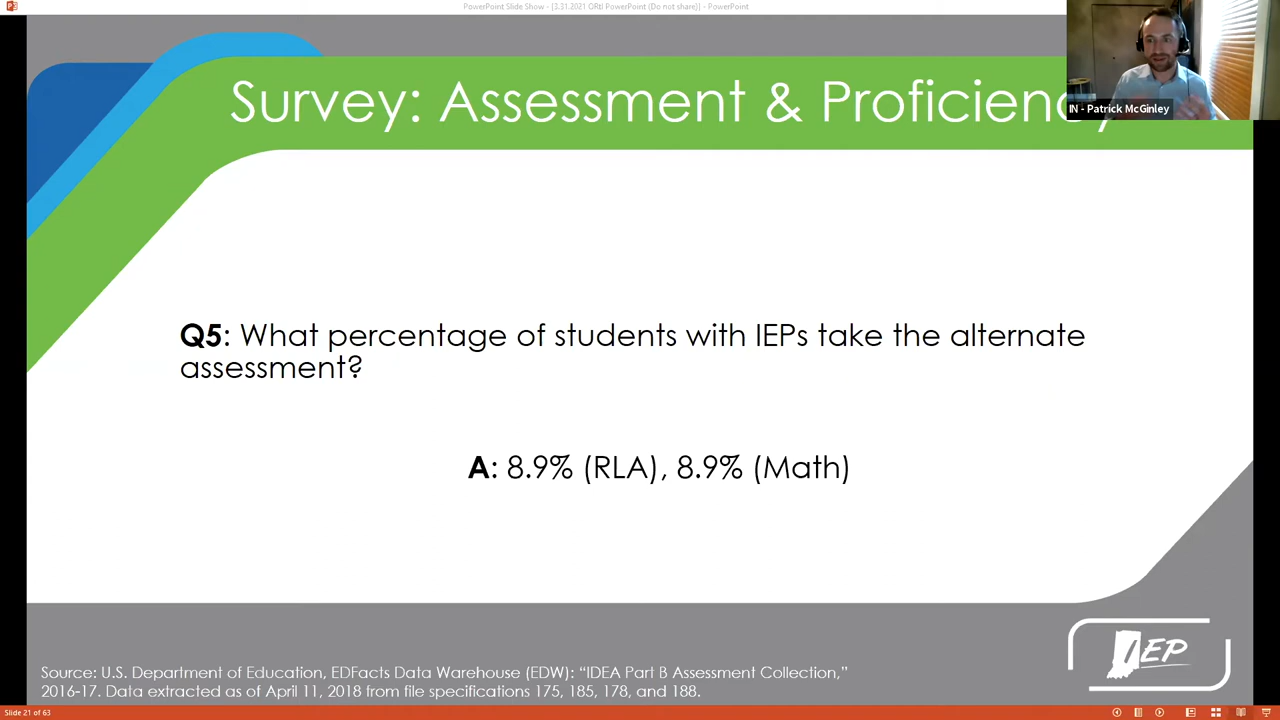 PowerPoint Slide Show - [3.31.2021 QRtI PowerPoint (Do not share)] - PowerPoint
IN - Patrick McGinley
Survey: Assessment & Proficiency
Q5: What percentage of students with IEPs take the alternate
assessment?
A: 8.9% (RLA), 8.9% (Math)
IEP
Source: U.S. Department of Education, EDFacts Data Warehouse (EDW): “IDEA Part B Assessment Collection,”
2016-17. Data extracted as of April 11, 2018 from file specifications 175, 185, 178, and 188.
Slide 21 of 63